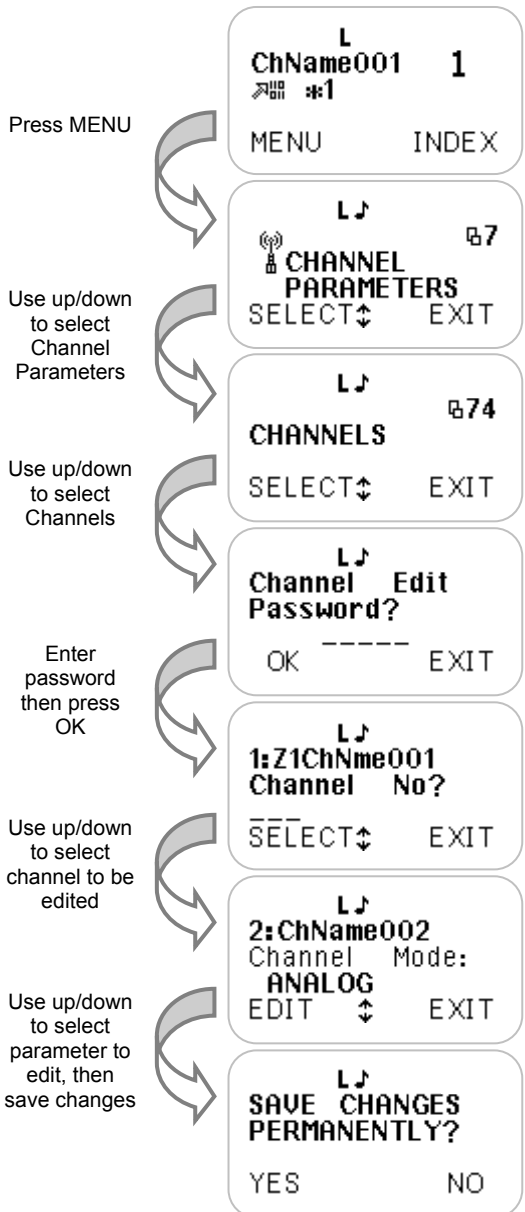 L
ChName001 1
*1
MENU INDEX
Press MENU
L♪
7
CHANNEL
PARAMETERS
SELECT↕ EXIT
Use up/down
to select
Channel
Parameters
L♪
74
CHANNELS
SELECT↕ EXIT
Use up/down
to select
Channels
L♪
Channel Edit
Password?
_____
OK EXIT
Enter
password
then press
OK
L♪
1:Z1ChNme001
Channel No?
___
SELECT↕ EXIT
Use up/down
to select
channel to be
edited
L♪
2:ChName002
Channel Mode:
ANALOG
EDIT ↕ EXIT
Use up/down
to select
parameter to
edit, then
save changes
L♪
SAVE CHANGES
PERMANENTLY?
YES NO